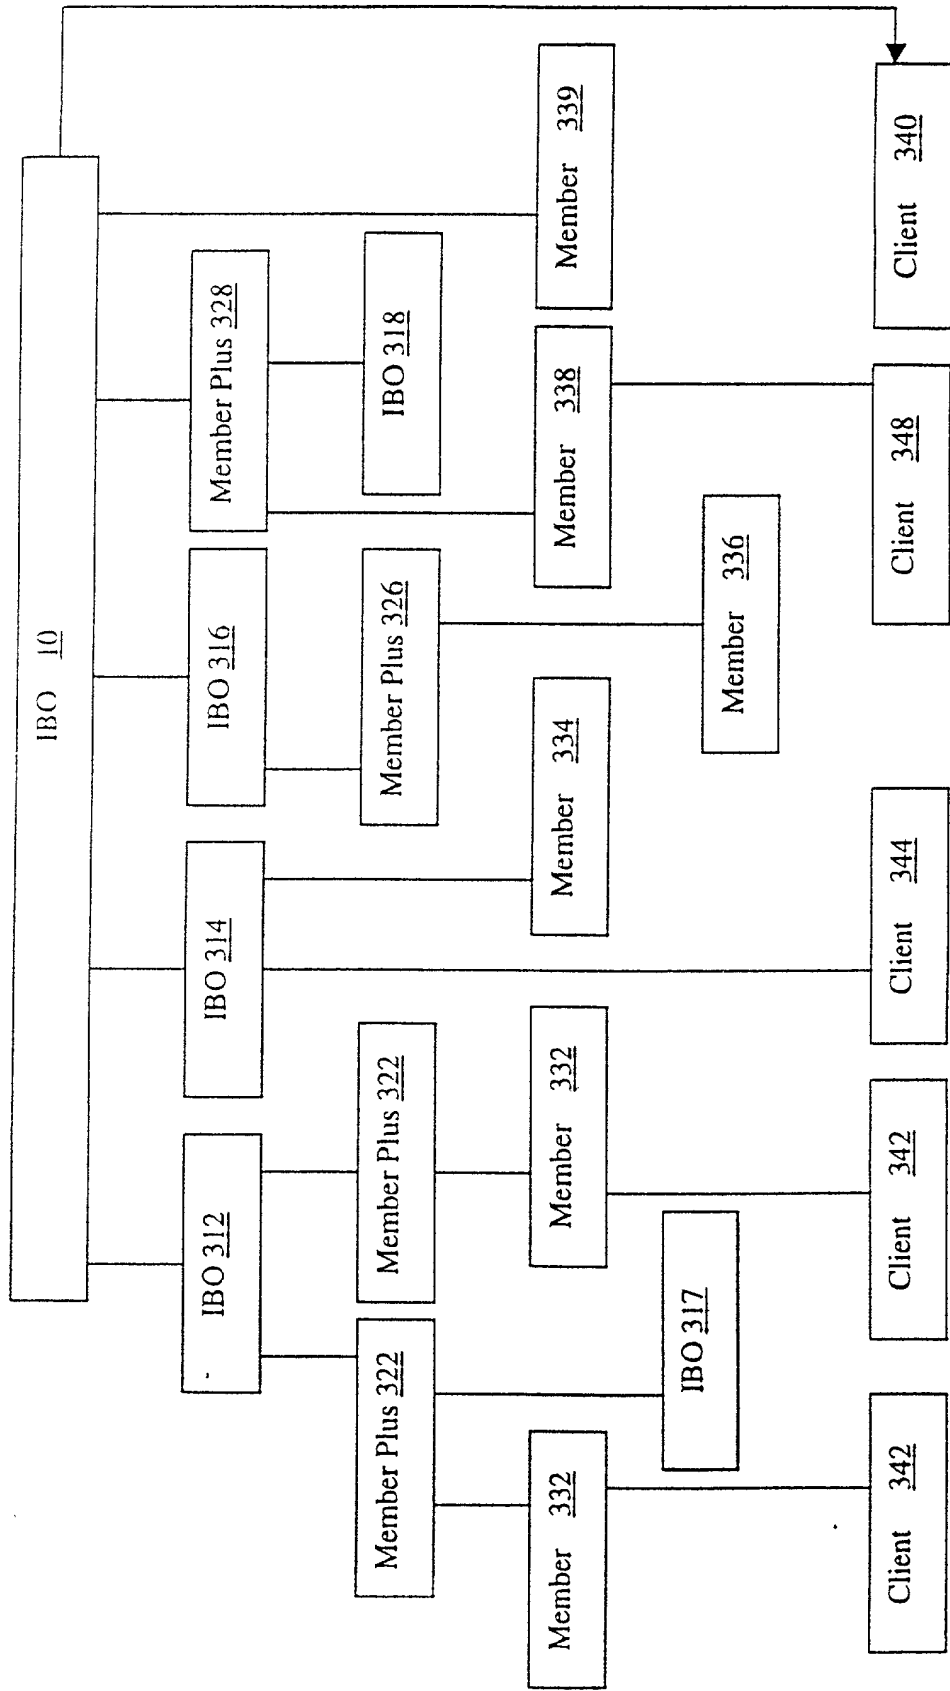 IBO 10
IBO 312
IBO 314
IBO 316
Member Plus 328
Member Plus 322
Member Plus 322
Member Plus 326
IBO 318
Member 332
Member 332
Member 334
Member 338
Member 339
IBO 317
Member 336
Client 342
Client 342
Client 344
Client 348
Client 340